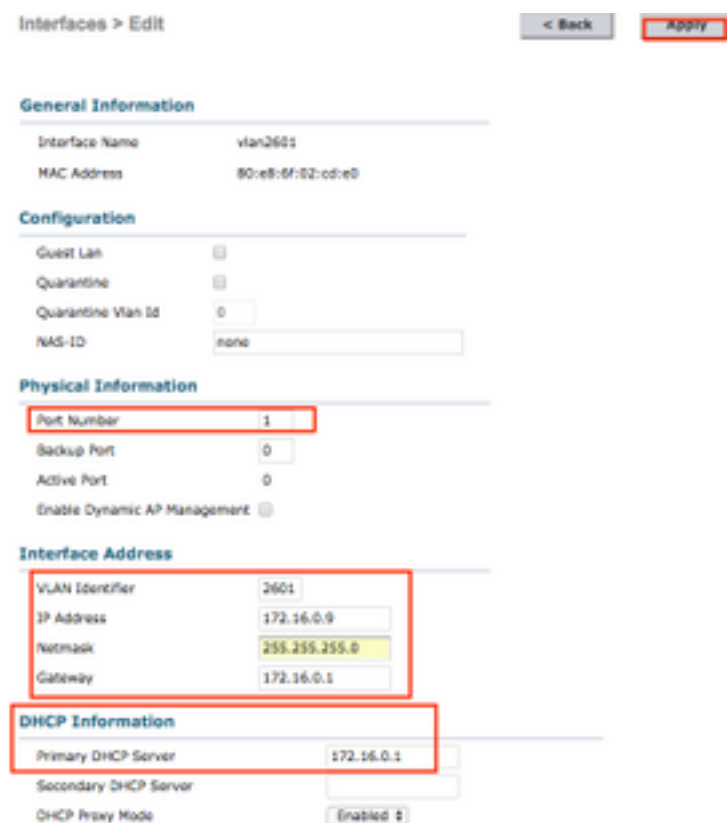 Interfaces > Edit
< Back
Apply
General Information
Interface Name vlan2601
MAC Address 80:e8:6f:02:cd:e0
Configuration
Guest Lan
Quarantine
Quarantine Vlan Id 0
NAS-ID none
Physical Information
Port Number 1
Backup Port 0
Active Port 0
Enable Dynamic AP Management
Interface Address
VLAN Identifier 2601
IP Address 172.16.0.9
Netmask 255.255.255.0
Gateway 172.16.0.1
DHCP Information
Primary DHCP Server 172.16.0.1
Secondary DHCP Server
DHCP Proxy Mode Enabled